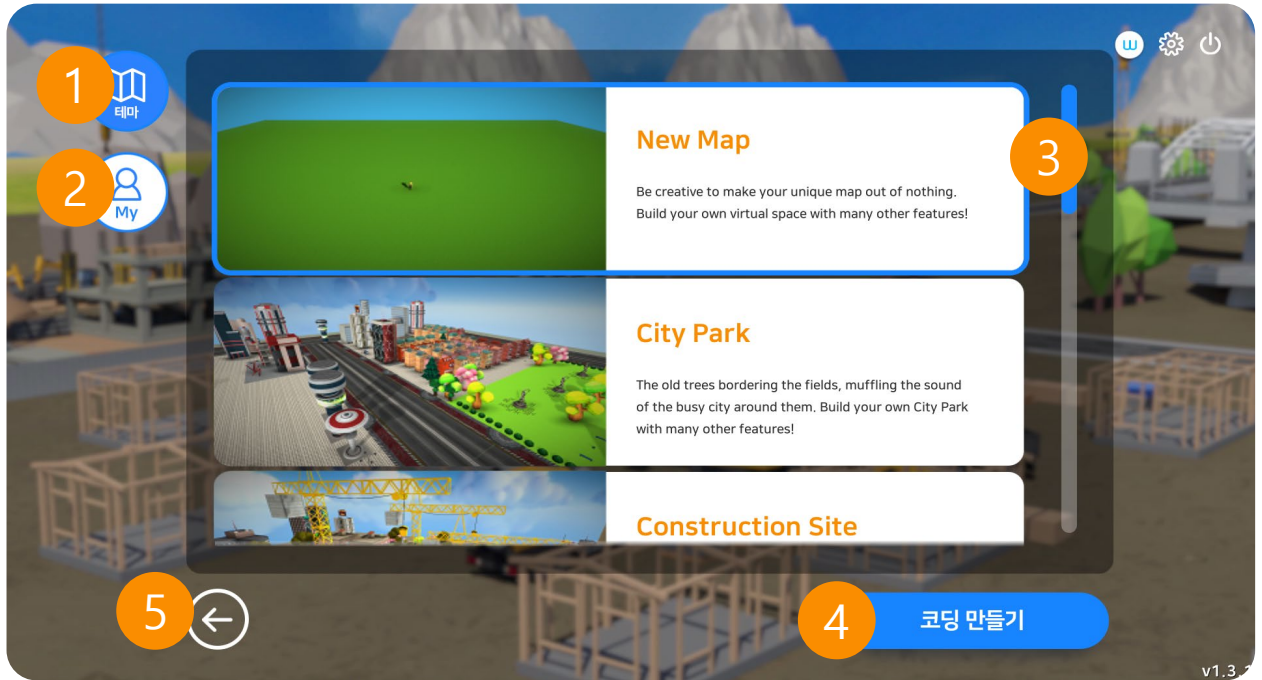 1
테마
2
My
W
New Map
Be creative to make your unique map out of nothing.
Build your own virtual space with many other features!
3
City Park
The old trees bordering the fields, muffling the sound
of the busy city around them. Build your own City Park
with many other features!
Construction Site
5
4
코딩 만들기
v1.3.1